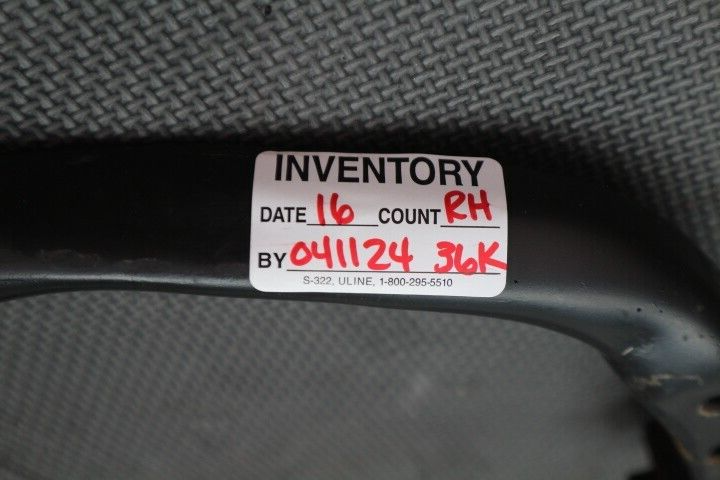 INVENTORY
DATE 16 COUNT RH
BY 041124 36K
S-322, ULINE, 1-800-295-5510